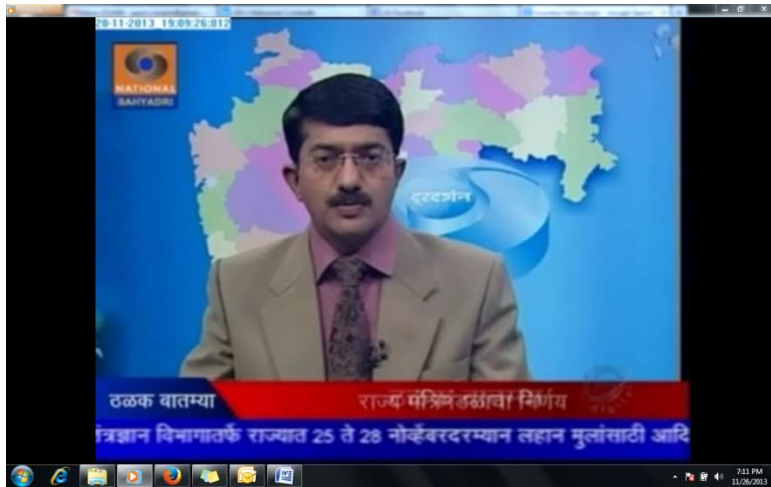 20-11-2013 19:09:26:812
NATIONAL
SAHYADRI
दूरदर्शन
ठळक बातम्या
राज्य मंत्रिमंडळाचा निर्णय
तंत्रज्ञान विभागातर्फे राज्यात 25 ते 28 नोव्हेंबरदरम्यान लहान मुलांसाठी आदि
7:11 PM
11/26/2013